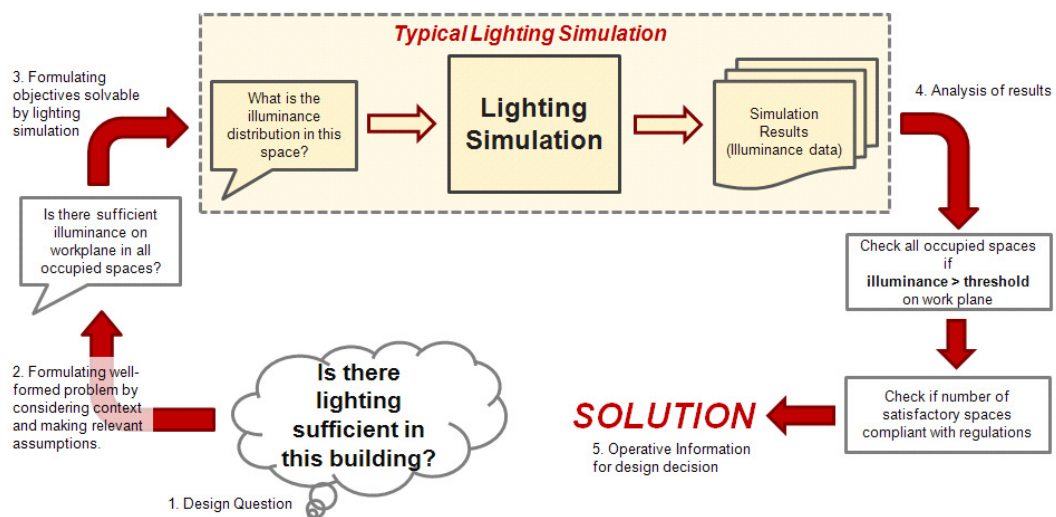 Typical Lighting Simulation
3. Formulating
objectives solvable
by lighting
simulation
What is the
illuminance
distribution in this
space?
Lighting
Simulation
Simulation
Results
(Illuminance data)
4. Analysis of results
Is there sufficient
illuminance on
workplane in all
occupied spaces?
Check all occupied spaces
if
illuminance > threshold
on work plane
2. Formulating well-
formed problem by
considering context
and making relevant
assumptions.
Is there
lighting
sufficient in
this building?
1. Design Question
Check if number of
satisfactory spaces
compliant with regulations
SOLUTION
5. Operative Information
for design decision